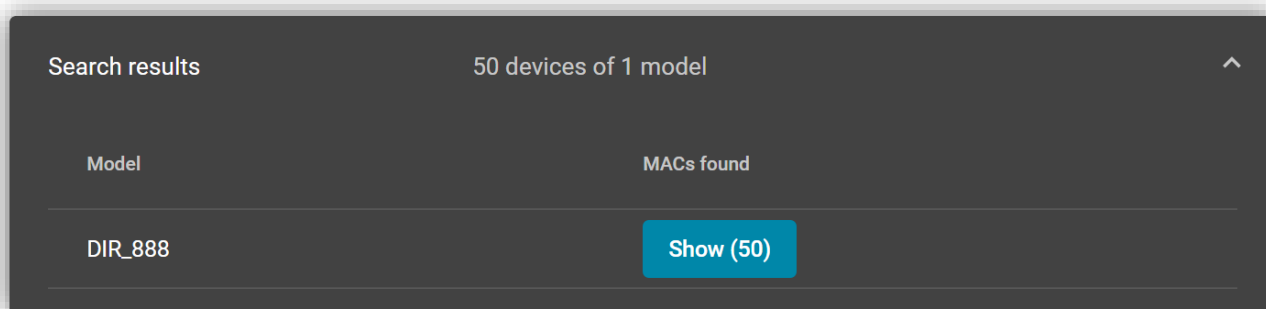 Search results 50 devices of 1 model
Model MACs found
DIR_888 Show (50)